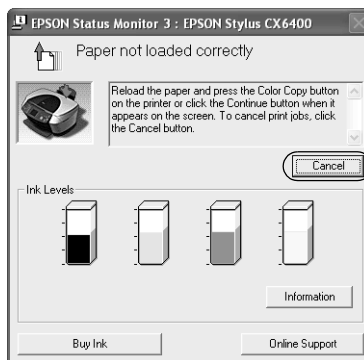 EPSON Status Monitor 3 : EPSON Stylus CX6400
Paper not loaded correctly
Reload the paper and press the Color Copy button
on the printer or click the Continue button when it
appears on the screen. To cancel print jobs, click
the Cancel button.
Cancel
Ink Levels
Information
Buy Ink
Online Support